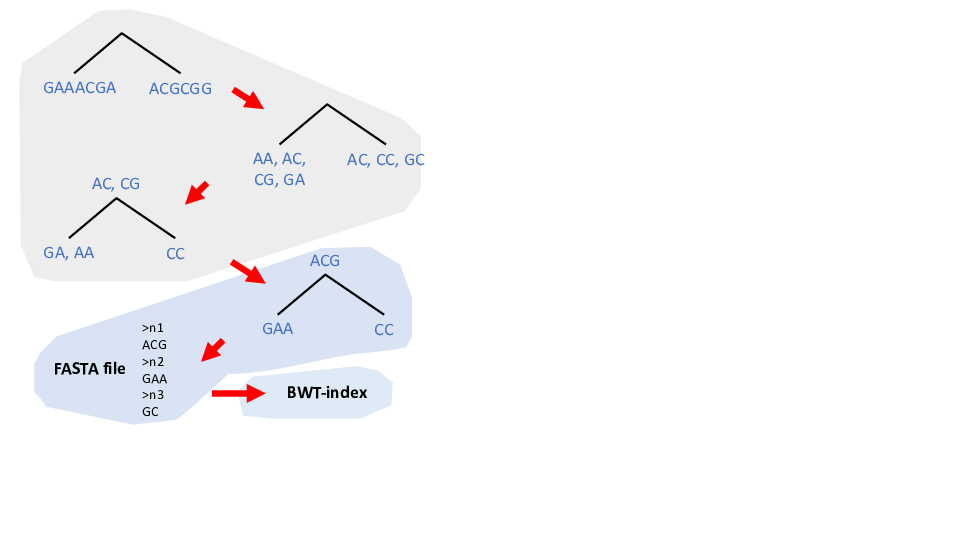 GAAACGA
ACGCGG
AA, AC,
CG, GA
AC, CC, GC
AC, CG
GA, AA
CC
ACG
GAA
CC
FASTA file
>n1
ACG
>n2
GAA
>n3
GC
BWT-index